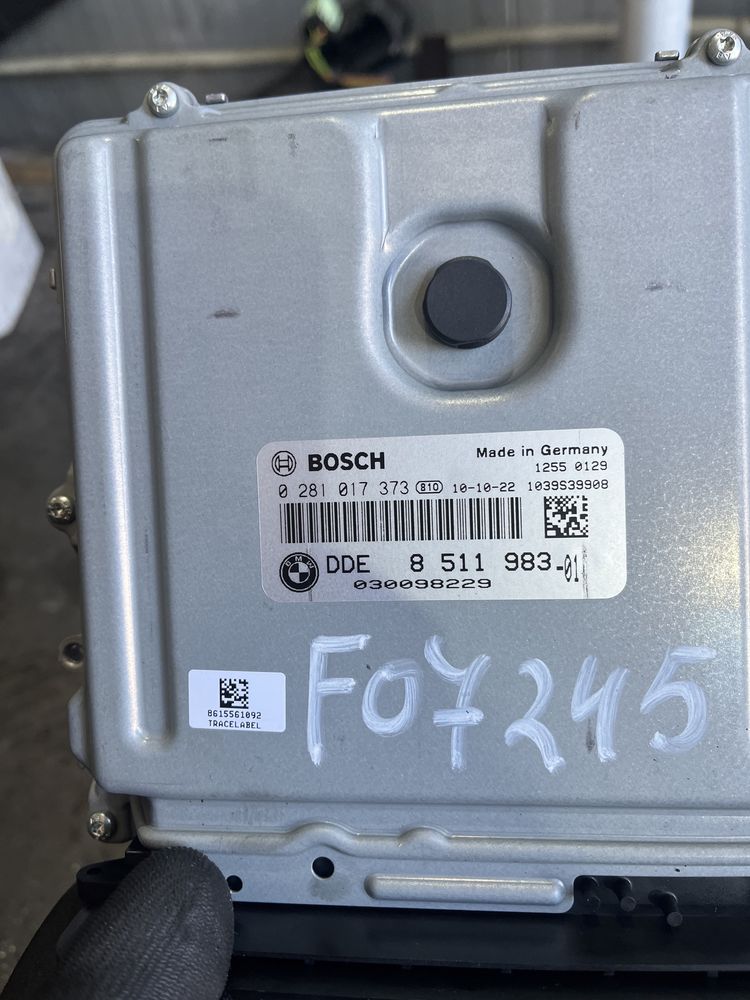 BOSCH
Made in Germany
1255 0129
0 281 017 373 810 10-10-22 1039S39908
BMW DDE 8 511 983-01
030098229
8615561092
TRACELABEL
F07245